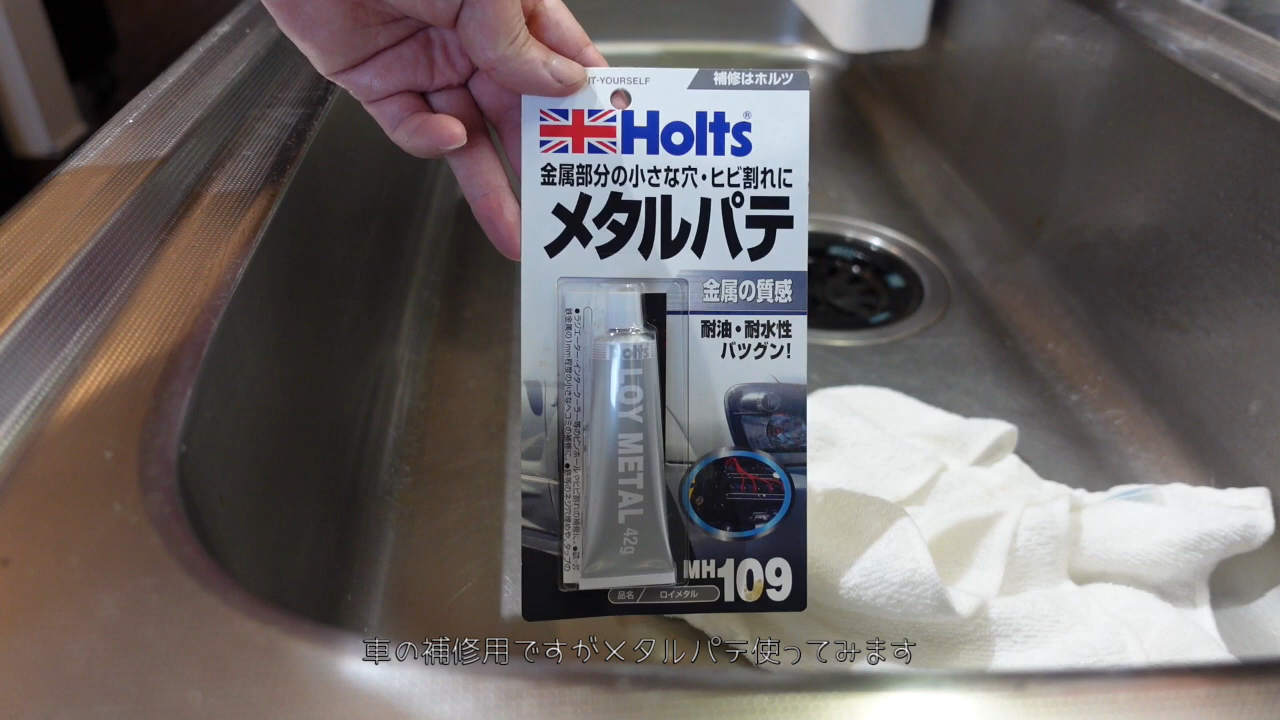 IT-YOURSELF
補修はホルツ
Holts®
金属部分の小さな穴・ヒビ割れに
メタルパテ
金属の質感
耐油・耐水性
バツグン!
Holts
LOY METAL 42g
MH109
品名 ロイメタル
車の補修用ですがメタルパテ使ってみます